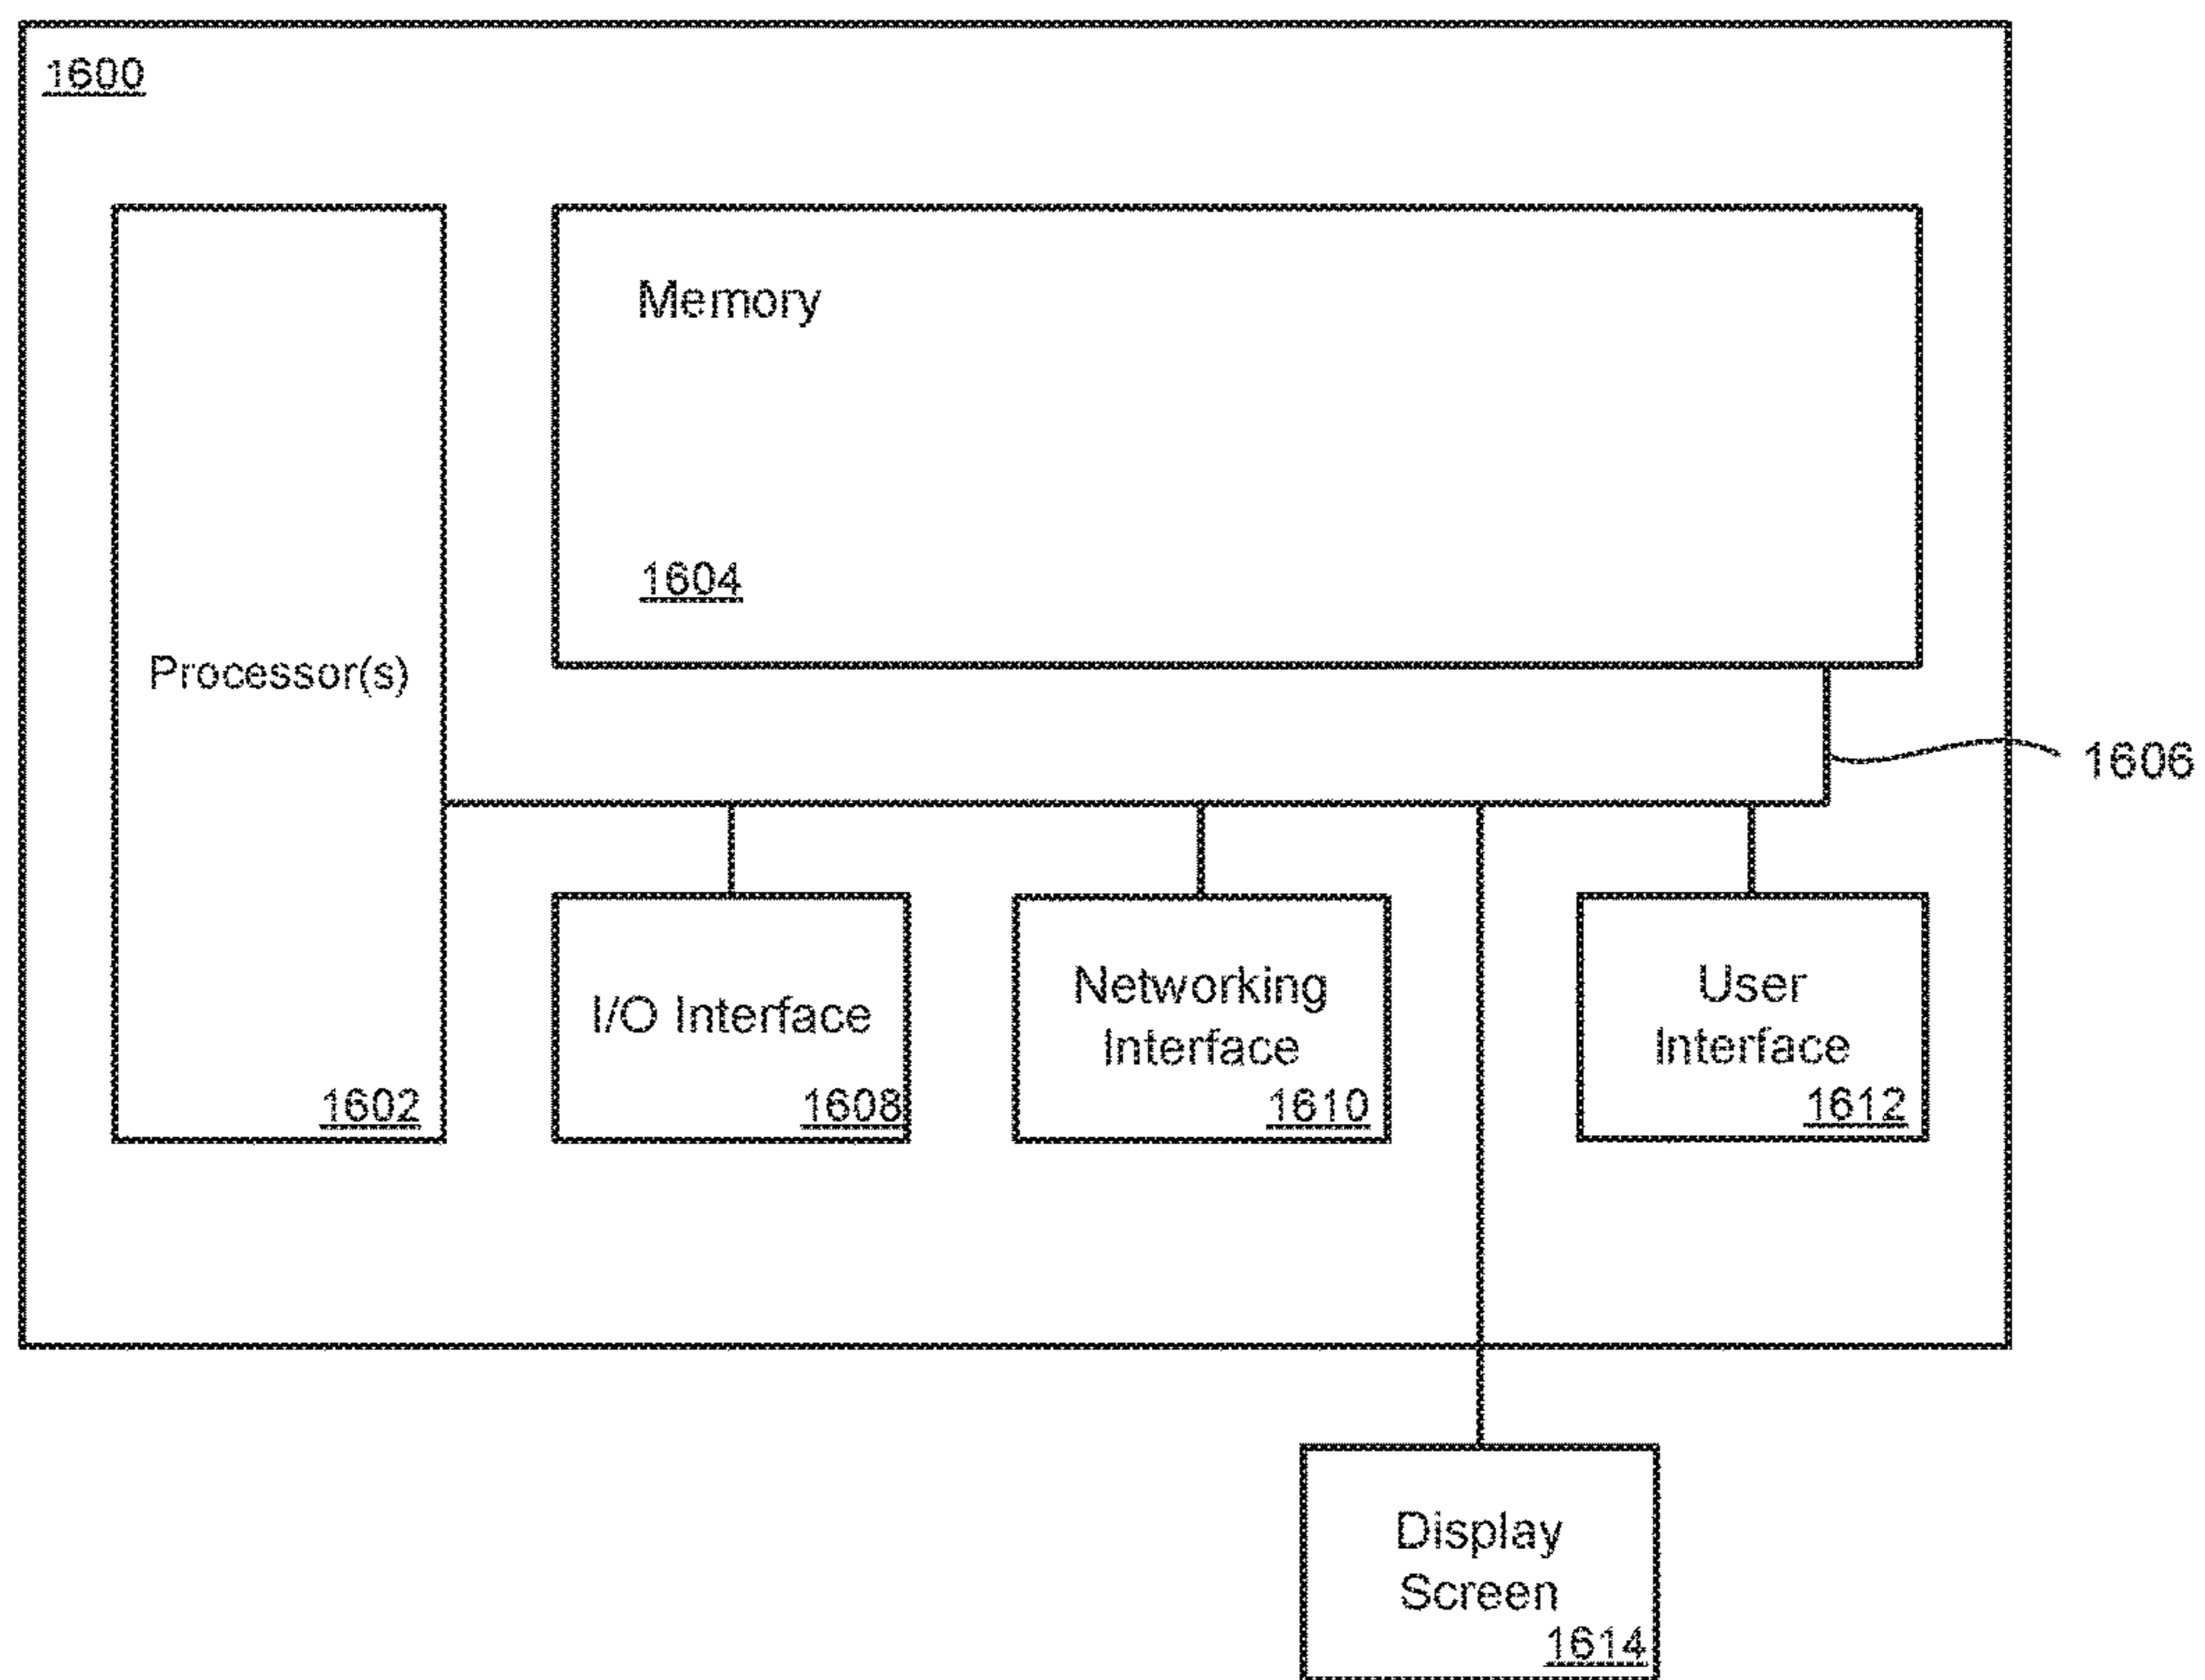 1600
Memory
1604
Processor(s)
1602
1606
I/O Interface
1608
Networking
Interface
1610
User
Interface
1612
Display
Screen
1614